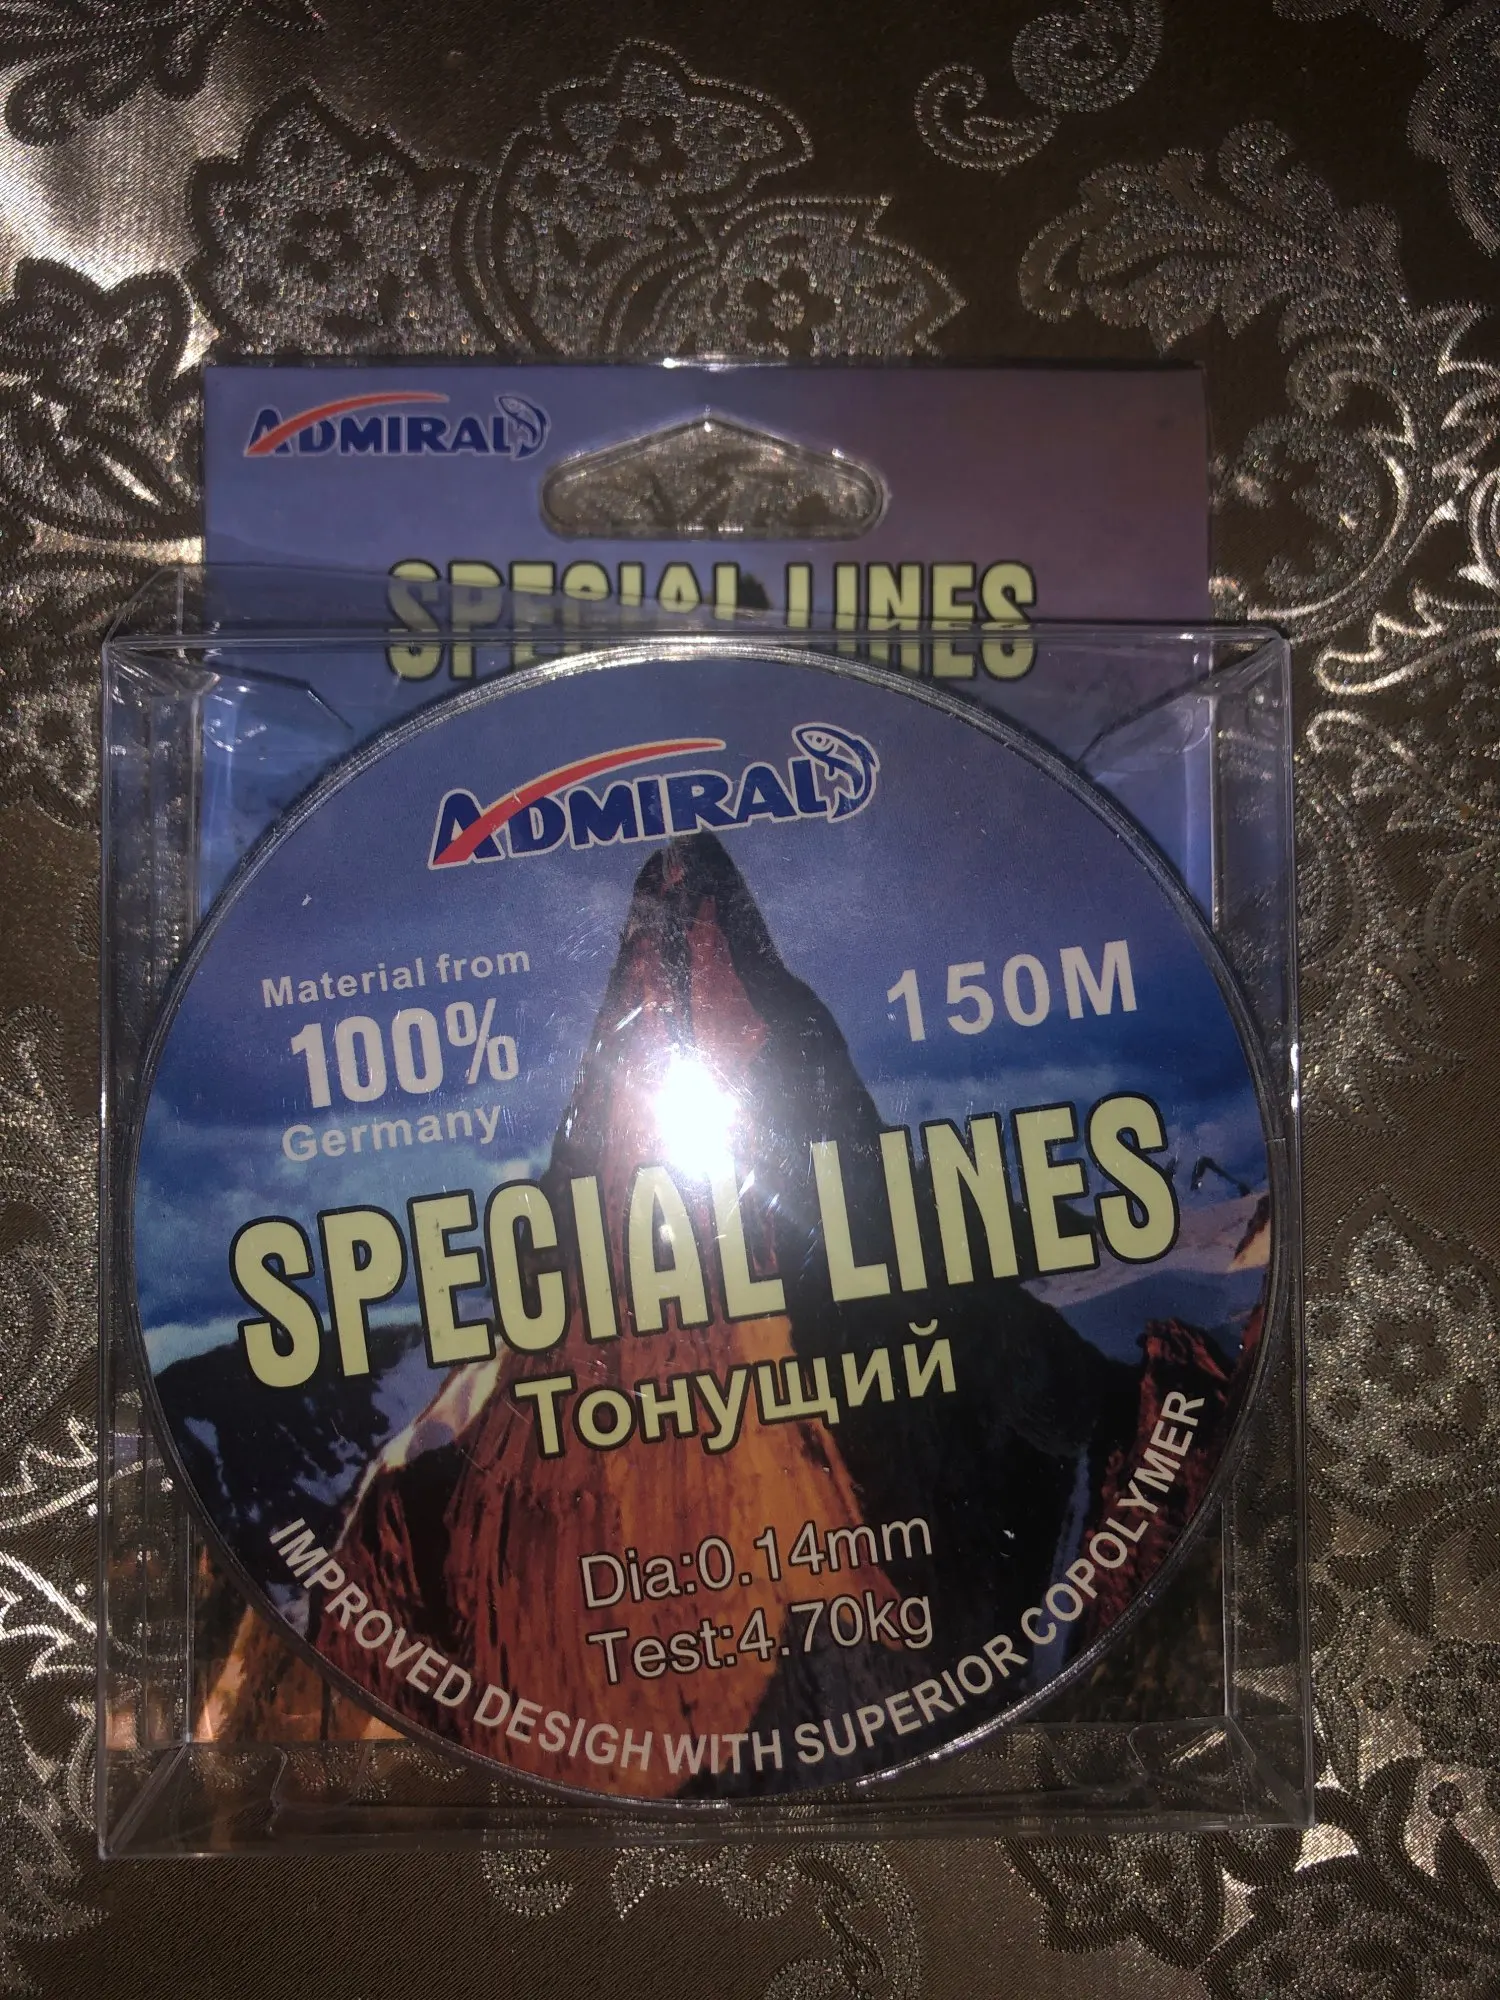 ADMIRAL
SPECIAL LINES
ADMIRAL
Material from
100%
Germany
150M
SPECIAL LINES
Тонущий
Dia:0.14mm
Test:4.70kg
IMPROVED DESIGH WITH SUPERIOR COPOLYMER